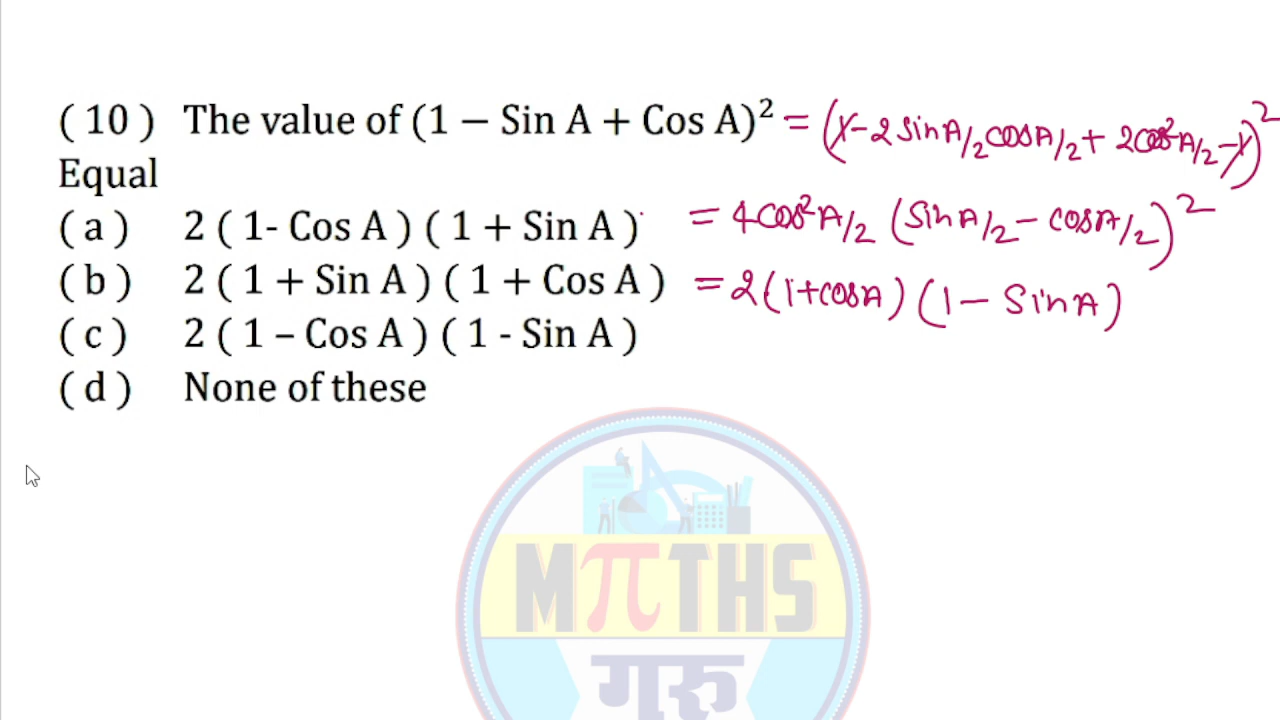 ( 10 ) The value of (1 − Sin A + Cos A)² = (1 - 2 sin A/2 cos A/2 + 2cos² A/2 - 1)²
Equal
( a ) 2 ( 1- Cos A ) ( 1 + Sin A ) = 4cos² A/2 (sin A/2 - cos A/2)²
( b ) 2 ( 1 + Sin A ) ( 1 + Cos A ) = 2(1+cosA) (1 - sinA)
( c ) 2 ( 1 – Cos A ) ( 1 - Sin A )
( d ) None of these
MπTHS
गुरु